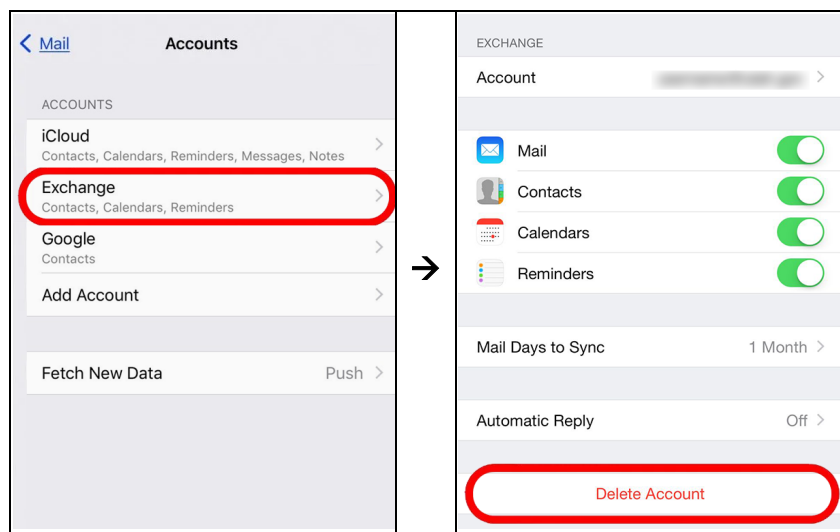 Mail
Accounts
ACCOUNTS
iCloud
Contacts, Calendars, Reminders, Messages, Notes
Exchange
Contacts, Calendars, Reminders
Google
Contacts
Add Account
Fetch New Data Push
EXCHANGE
Account
Mail
Contacts
Calendars
Reminders
Mail Days to Sync 1 Month
Automatic Reply Off
Delete Account